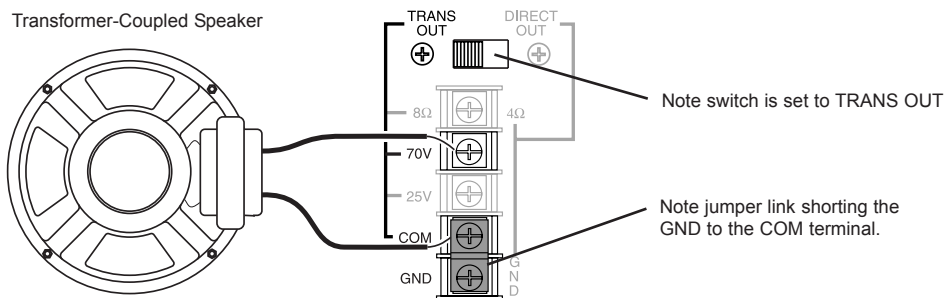 Transformer-Coupled Speaker
TRANS
OUT
DIRECT
OUT
Note switch is set to TRANS OUT
8Ω
4Ω
70V
25V
Note jumper link shorting the
GND to the COM terminal.
COM
GND
G
N
D